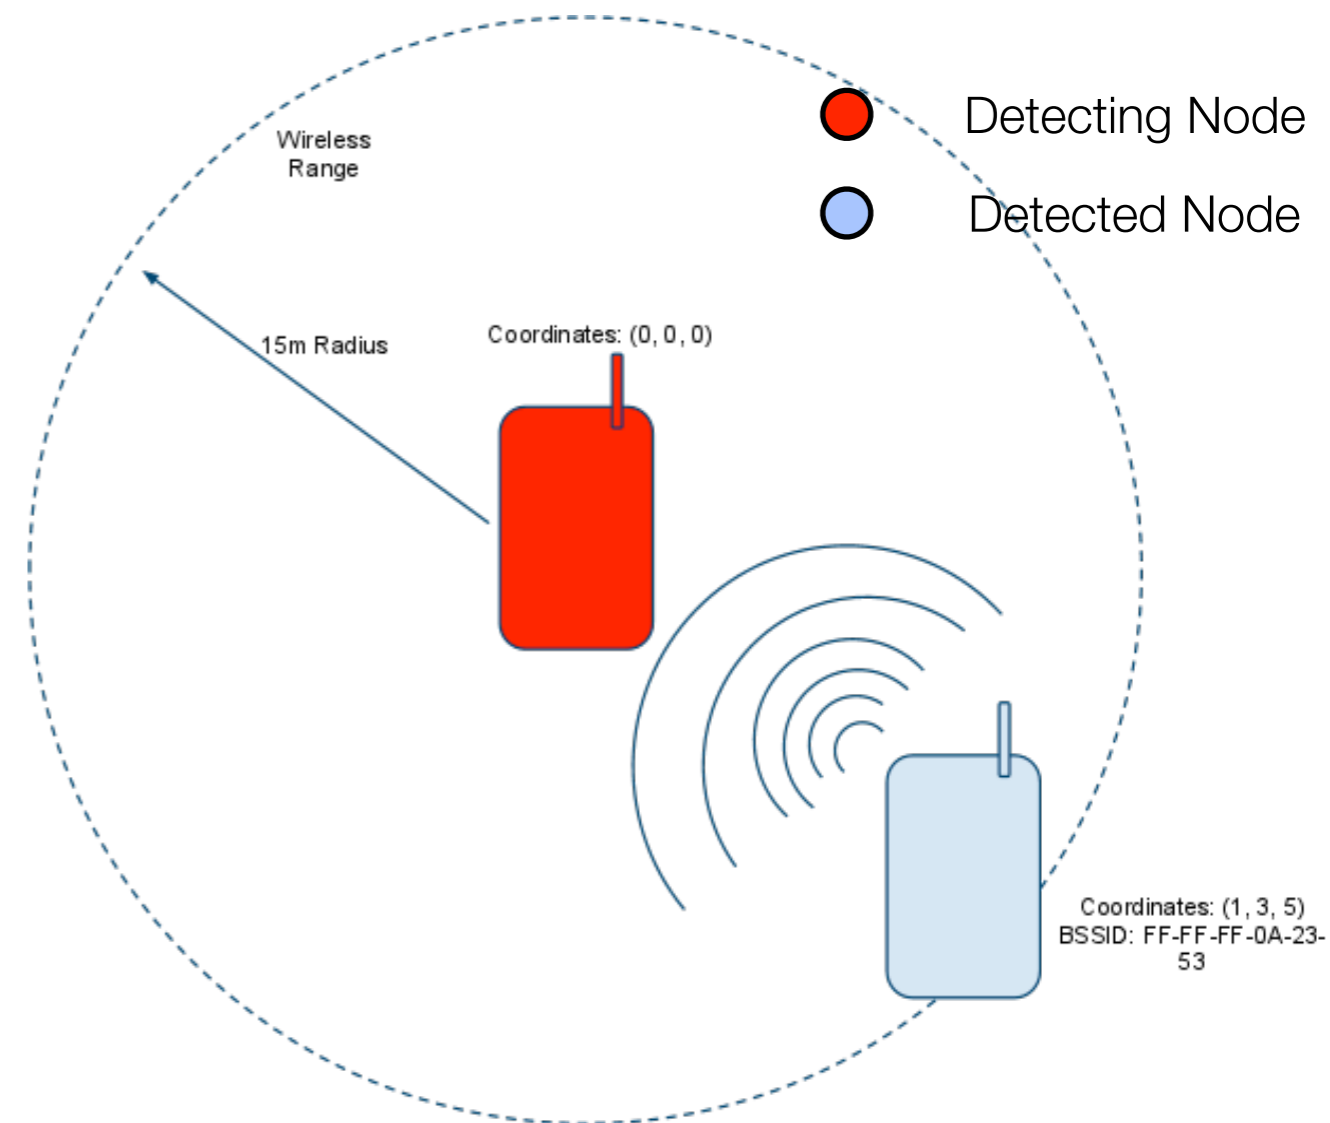 Detecting Node
Wireless
Range
Detected Node
Coordinates: (0, 0, 0)
15m Radius
Coordinates: (1, 3, 5)
BSSID: FF-FF-FF-0A-23-
53